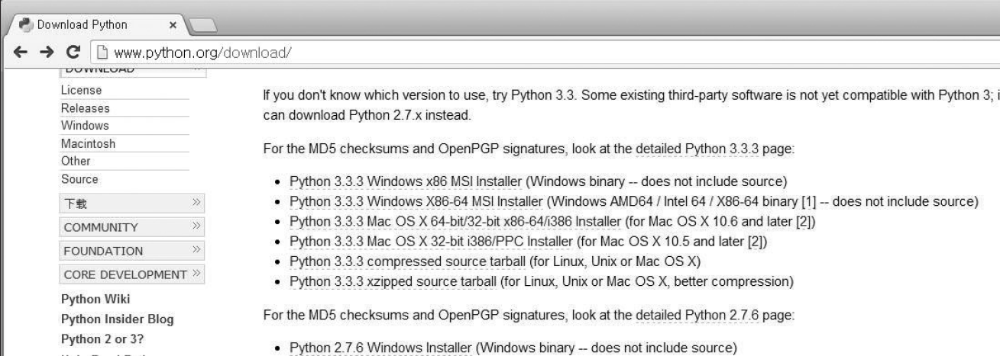 Download Python
www.python.org/download/
DOWNLOAD
License
Releases
Windows
Macintosh
Other
Source
下载
COMMUNITY
FOUNDATION
CORE DEVELOPMENT
Python Wiki
Python Insider Blog
Python 2 or 3?
If you don't know which version to use, try Python 3.3. Some existing third-party software is not yet compatible with Python 3; i
can download Python 2.7.x instead.
For the MD5 checksums and OpenPGP signatures, look at the detailed Python 3.3.3 page:
• Python 3.3.3 Windows x86 MSI Installer (Windows binary -- does not include source)
• Python 3.3.3 Windows X86-64 MSI Installer (Windows AMD64 / Intel 64 / X86-64 binary [1] -- does not include source)
• Python 3.3.3 Mac OS X 64-bit/32-bit x86-64/i386 Installer (for Mac OS X 10.6 and later [2])
• Python 3.3.3 Mac OS X 32-bit i386/PPC Installer (for Mac OS X 10.5 and later [2])
• Python 3.3.3 compressed source tarball (for Linux, Unix or Mac OS X)
• Python 3.3.3 xzipped source tarball (for Linux, Unix or Mac OS X, better compression)
For the MD5 checksums and OpenPGP signatures, look at the detailed Python 2.7.6 page:
• Python 2.7.6 Windows Installer (Windows binary -- does not include source)